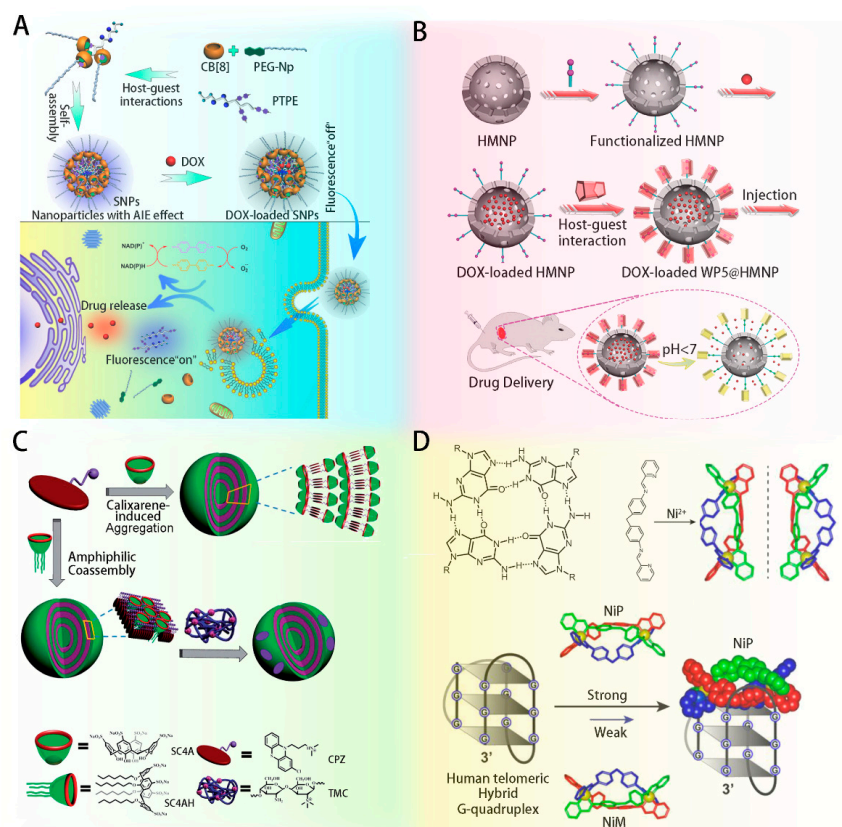 A
CB[8]
PEG-Np
Host-guest
interactions
PTPE
Self-
assembly
DOX
SNPs
Nanoparticles with AIE effect
DOX-loaded SNPs
Fluorescence"off"
NAD(P)⁺
O₂
NAD(P)H
O₂⁻
Drug release
Fluorescence"on"
B
HMNP
Functionalized HMNP
DOX-loaded HMNP
Host-guest
interaction
DOX-loaded WP5@HMNP
Injection
Drug Delivery
pH<7
C
Calixarene-
induced
Aggregation
Amphiphilic
Coassembly
SC4A
CPZ
SC4AH
TMC
D
Ni²⁺
NiP
Human telomeric
Hybrid
G-quadruplex
3'
Strong
Weak
NiM
NiP
3'